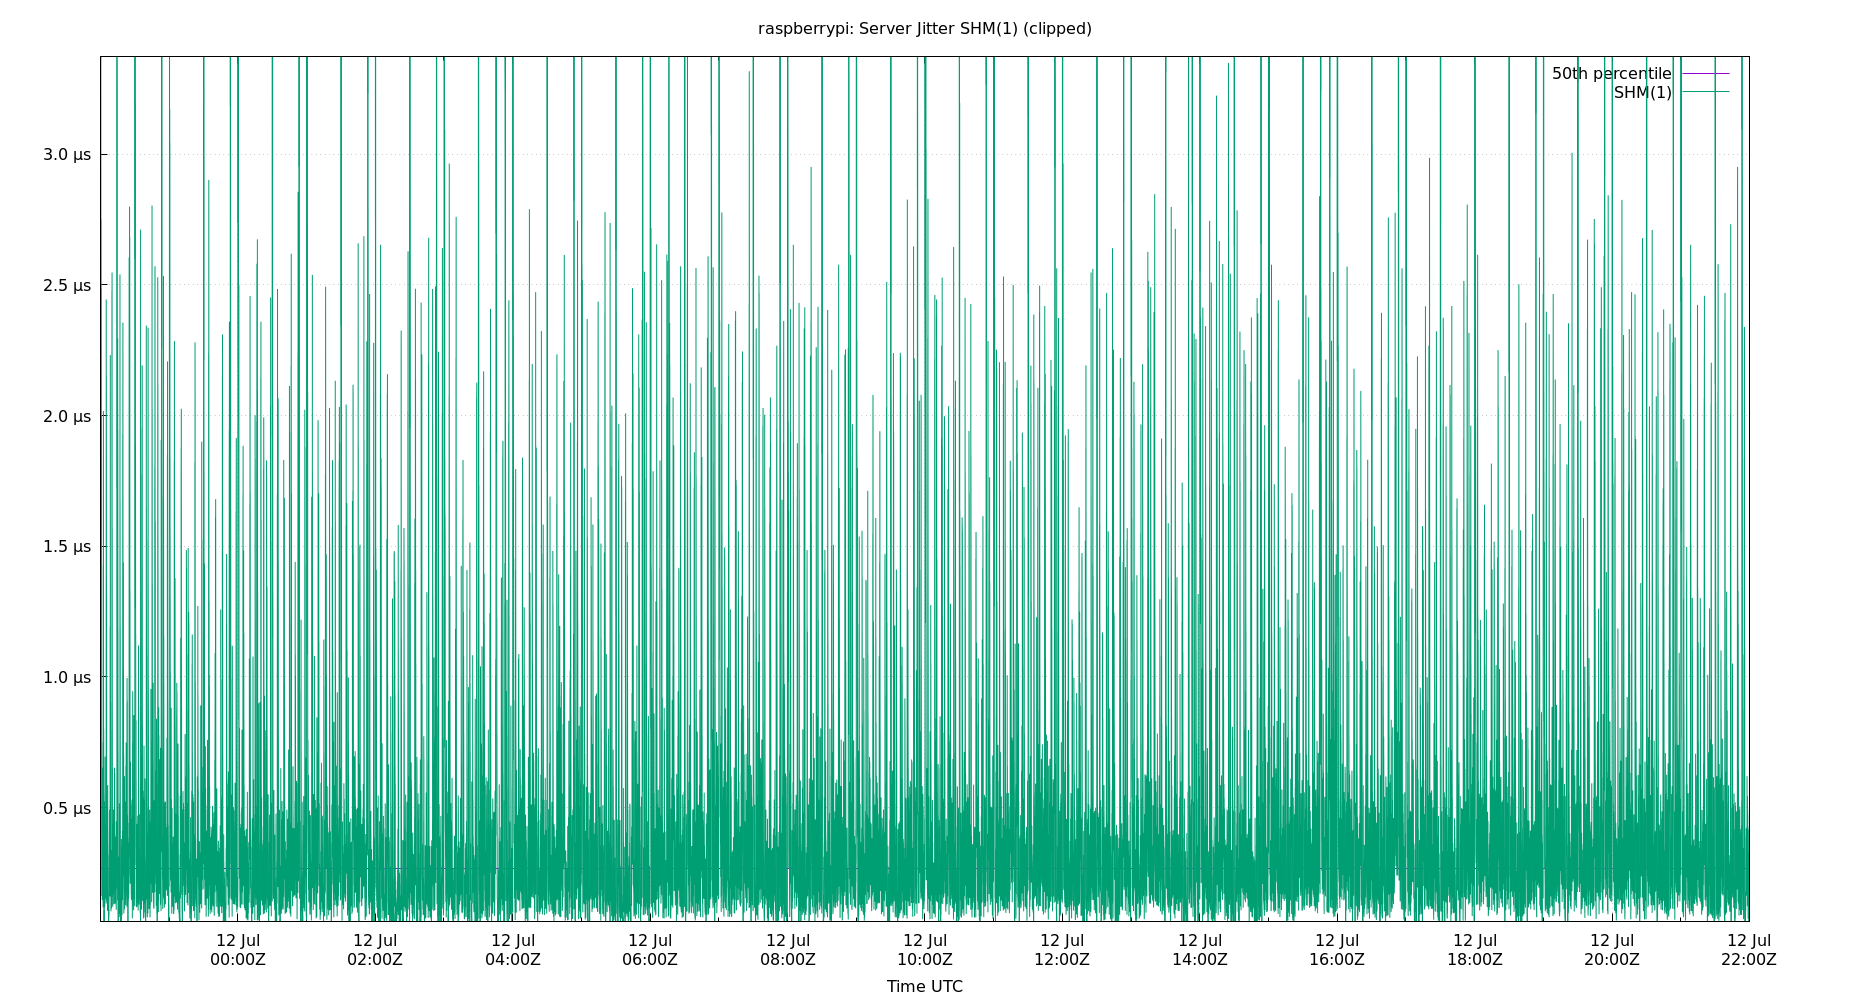 raspberrypi: Server Jitter SHM(1) (clipped)
50th percentile
SHM(1)
3.0 μs
2.5 μs
2.0 μs
1.5 μs
1.0 μs
0.5 μs
12 Jul 12 Jul 12 Jul 12 Jul 12 Jul 12 Jul 12 Jul 12 Jul 12 Jul 12 Jul 12 Jul 12 Jul
00:00Z 02:00Z 04:00Z 06:00Z 08:00Z 10:00Z 12:00Z 14:00Z 16:00Z 18:00Z 20:00Z 22:00Z
Time UTC